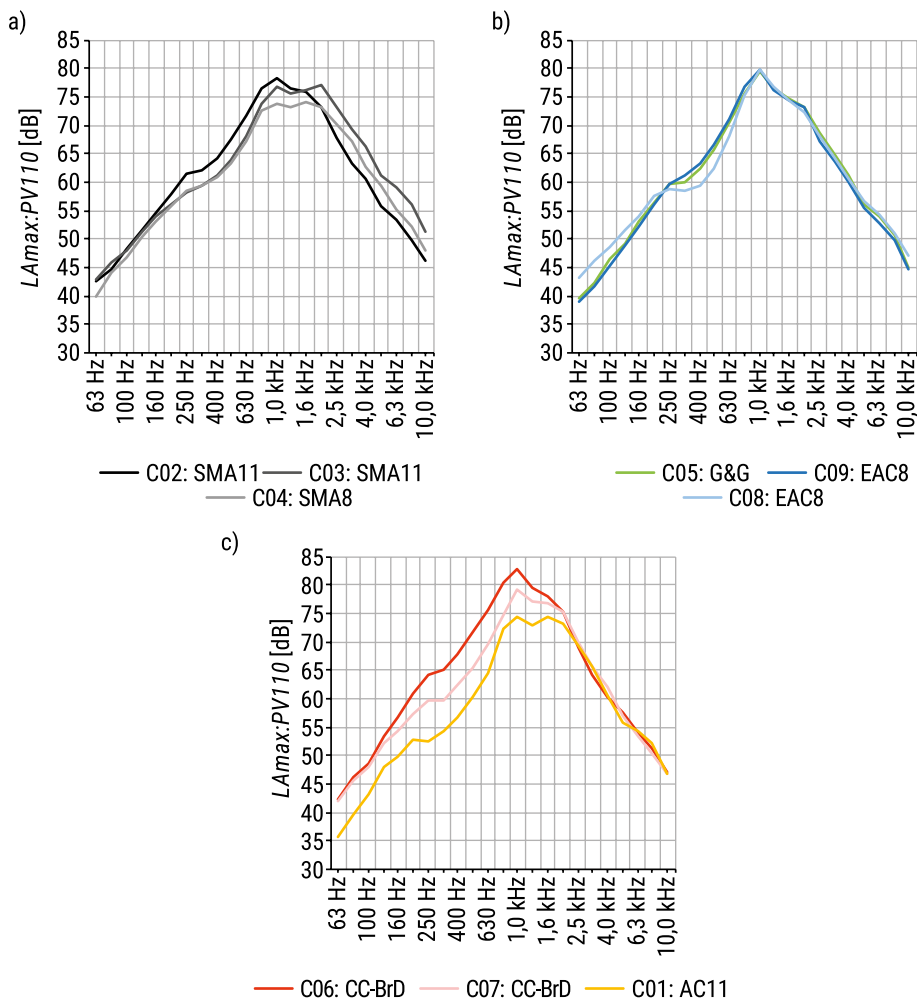 a)
85
80
75
70
65
60
55
50
45
40
35
30
LAmax:PV110 [dB]
63 Hz
100 Hz
160 Hz
250 Hz
400 Hz
630 Hz
1,0 kHz
1,6 kHz
2,5 kHz
4,0 kHz
6,3 kHz
10,0 kHz
C02: SMA11 C03: SMA11
C04: SMA8
b)
85
80
75
70
65
60
55
50
45
40
35
30
LAmax:PV110 [dB]
63 Hz
100 Hz
160 Hz
250 Hz
400 Hz
630 Hz
1,0 kHz
1,6 kHz
2,5 kHz
4,0 kHz
6,3 kHz
10,0 kHz
C05: G&G C09: EAC8
C08: EAC8
c)
85
80
75
70
65
60
55
50
45
40
35
30
LAmax:PV110 [dB]
63 Hz
100 Hz
160 Hz
250 Hz
400 Hz
630 Hz
1,0 kHz
1,6 kHz
2,5 kHz
4,0 kHz
6,3 kHz
10,0 kHz
C06: CC-BrD C07: CC-BrD C01: AC11